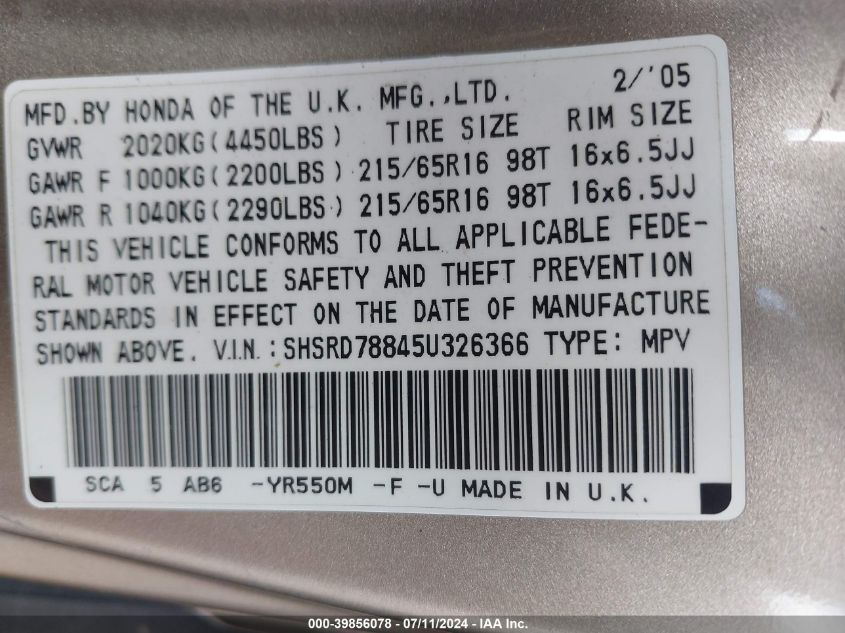 MFD.BY HONDA OF THE U.K. MFG.,LTD. 2/'05
GVWR 2020KG(4450LBS) TIRE SIZE RIM SIZE
GAWR F 1000KG(2200LBS) 215/65R16 98T 16x6.5JJ
GAWR R 1040KG(2290LBS) 215/65R16 98T 16x6.5JJ
THIS VEHICLE CONFORMS TO ALL APPLICABLE FEDE-
RAL MOTOR VEHICLE SAFETY AND THEFT PREVENTION
STANDARDS IN EFFECT ON THE DATE OF MANUFACTURE
SHOWN ABOVE. V.I.N.:SHSRD78845U326366 TYPE: MPV
SCA 5 AB6 -YR550M -F -U MADE IN U.K.
000-39856078 - 07/11/2024 - IAA Inc.